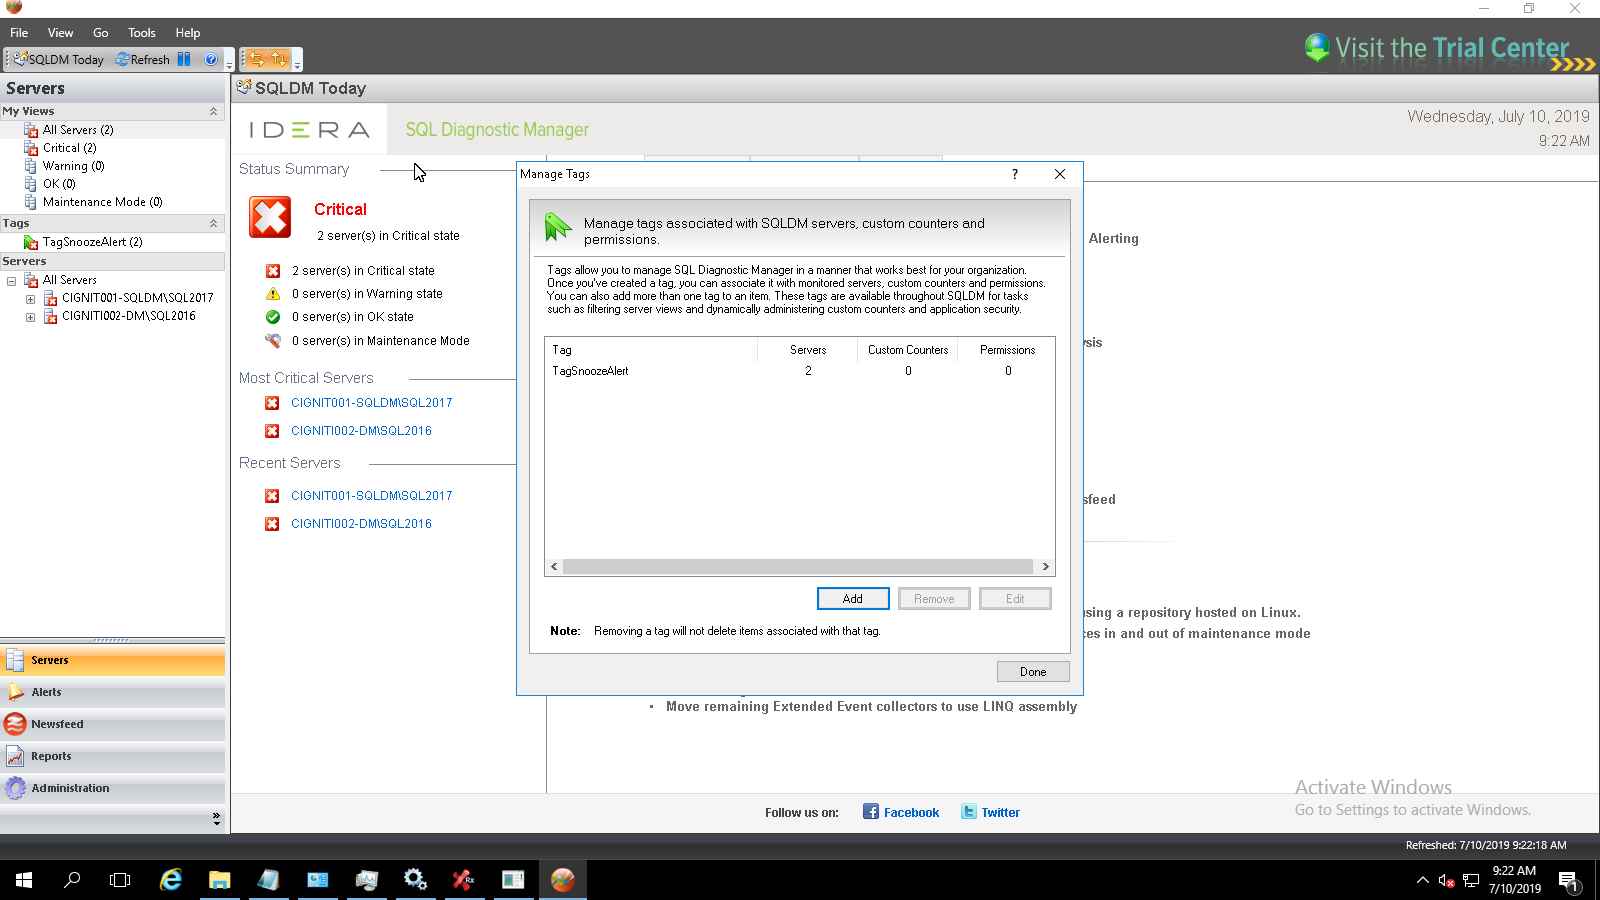 File View Go Tools Help
SQLDM Today Refresh
Visit the Trial Center
Servers
My Views
All Servers (2)
Critical (2)
Warning (0)
OK (0)
Maintenance Mode (0)
Tags
TagSnoozeAlert (2)
Servers
All Servers
CIGNIT001-SQLDM\SQL2017
CIGNITI002-DM\SQL2016
Servers
Alerts
Newsfeed
Reports
Administration
SQLDM Today
IDERA
SQL Diagnostic Manager
Wednesday, July 10, 2019
9:22 AM
Status Summary
Critical
2 server(s) in Critical state
2 server(s) in Critical state
0 server(s) in Warning state
0 server(s) in OK state
0 server(s) in Maintenance Mode
Most Critical Servers
CIGNIT001-SQLDM\SQL2017
CIGNITI002-DM\SQL2016
Recent Servers
CIGNIT001-SQLDM\SQL2017
CIGNITI002-DM\SQL2016
Manage Tags
?
Manage tags associated with SQLDM servers, custom counters and
permissions.
Tags allow you to manage SQL Diagnostic Manager in a manner that works best for your organization.
Once you've created a tag, you can associate it with monitored servers, custom counters and permissions.
You can also add more than one tag to an item. These tags are available throughout SQLDM for tasks
such as filtering server views and dynamically administering custom counters and application security.
Tag Servers Custom Counters Permissions
TagSnoozeAlert 2 0 0
Add Remove Edit
Note: Removing a tag will not delete items associated with that tag.
Done
Alerting
ysis
sfeed
using a repository hosted on Linux.
ces in and out of maintenance mode
• Move remaining Extended Event collectors to use LINQ assembly
Follow us on: Facebook Twitter
Activate Windows
Go to Settings to activate Windows.
Refreshed: 7/10/2019 9:22:18 AM
9:22 AM
7/10/2019
1